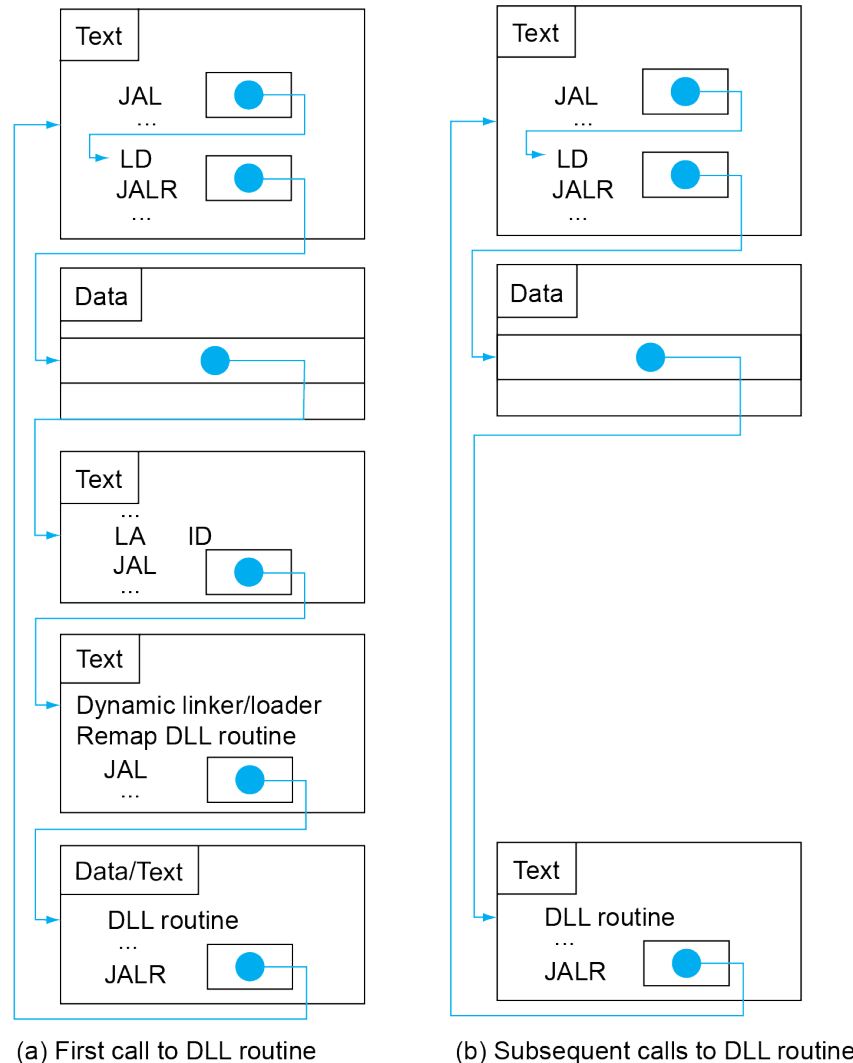 Text
JAL
...
LD
JALR
...
Data
Text
...
LA ID
JAL
...
Text
Dynamic linker/loader
Remap DLL routine
JAL
...
Data/Text
DLL routine
...
JALR
(a) First call to DLL routine
Text
JAL
...
LD
JALR
...
Data
Text
DLL routine
...
JALR
(b) Subsequent calls to DLL routine